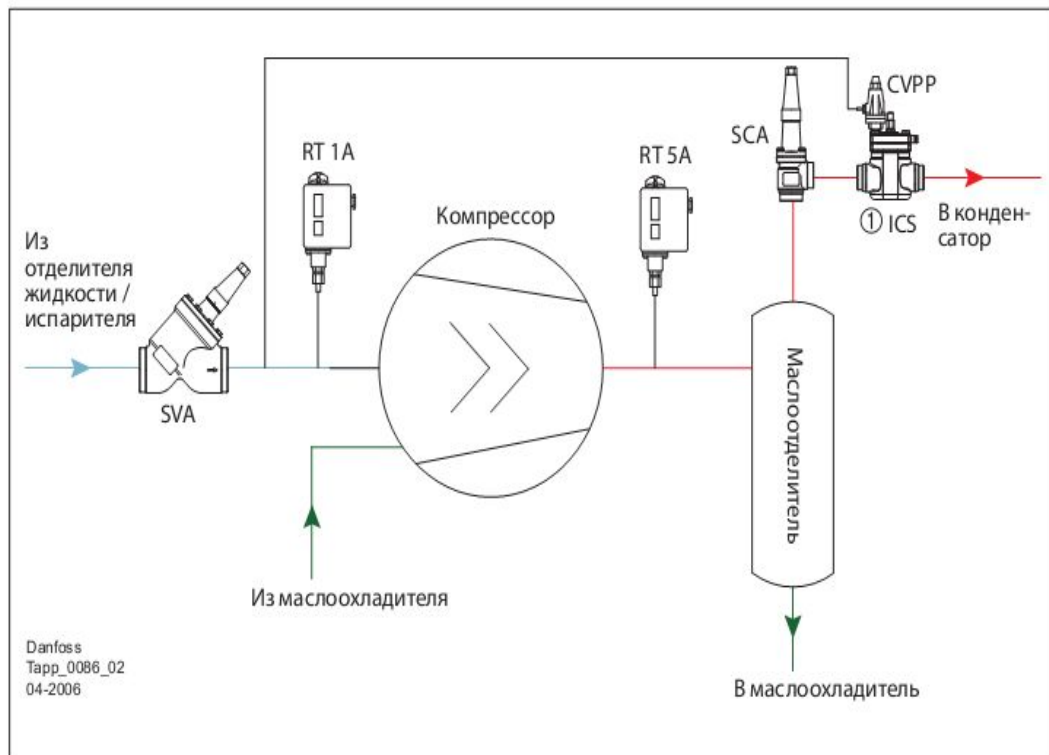 CVPP
SCA
RT 1A
RT 5A
Компрессор
① ICS
В конден-
сатор
Из
отделителя
жидкости /
испарителя
SVA
Маслоотделитель
Из маслоохладителя
В маслоохладитель
Danfoss
Tapp_0086_02
04-2006